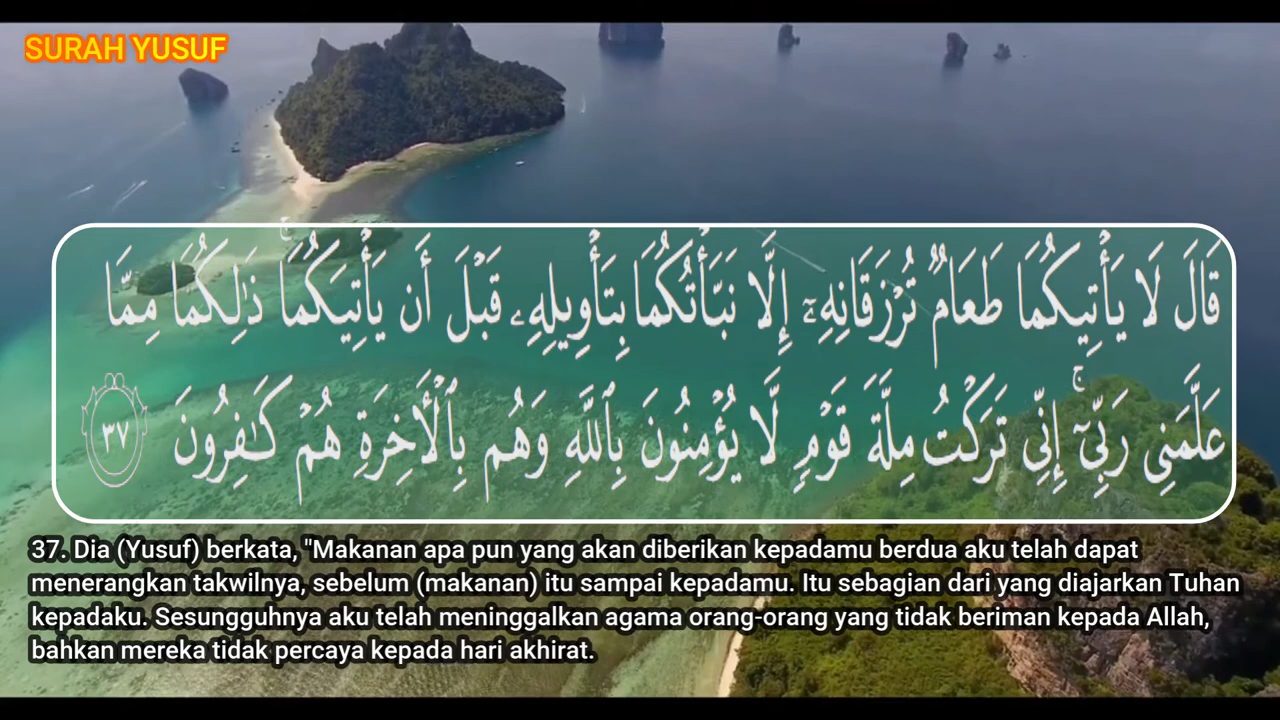 SURAH YUSUF
قَالَ لَا يَأْتِيكُمَا طَعَامٌ تُرْزَقَانِهِۦٓ إِلَّا نَبَّأْتُكُمَا بِتَأْوِيلِهِۦ قَبْلَ أَن يَأْتِيَكُمَا ۚ ذَٰلِكُمَا مِمَّا
عَلَّمَنِى رَبِّىٓ ۚ إِنِّى تَرَكْتُ مِلَّةَ قَوْمٍ لَّا يُؤْمِنُونَ بِٱللَّهِ وَهُم بِٱلْـَٔاخِرَةِ هُمْ كَـٰفِرُونَ ٣٧
37. Dia (Yusuf) berkata, "Makanan apa pun yang akan diberikan kepadamu berdua aku telah dapat
menerangkan takwilnya, sebelum (makanan) itu sampai kepadamu. Itu sebagian dari yang diajarkan Tuhan
kepadaku. Sesungguhnya aku telah meninggalkan agama orang-orang yang tidak beriman kepada Allah,
bahkan mereka tidak percaya kepada hari akhirat.